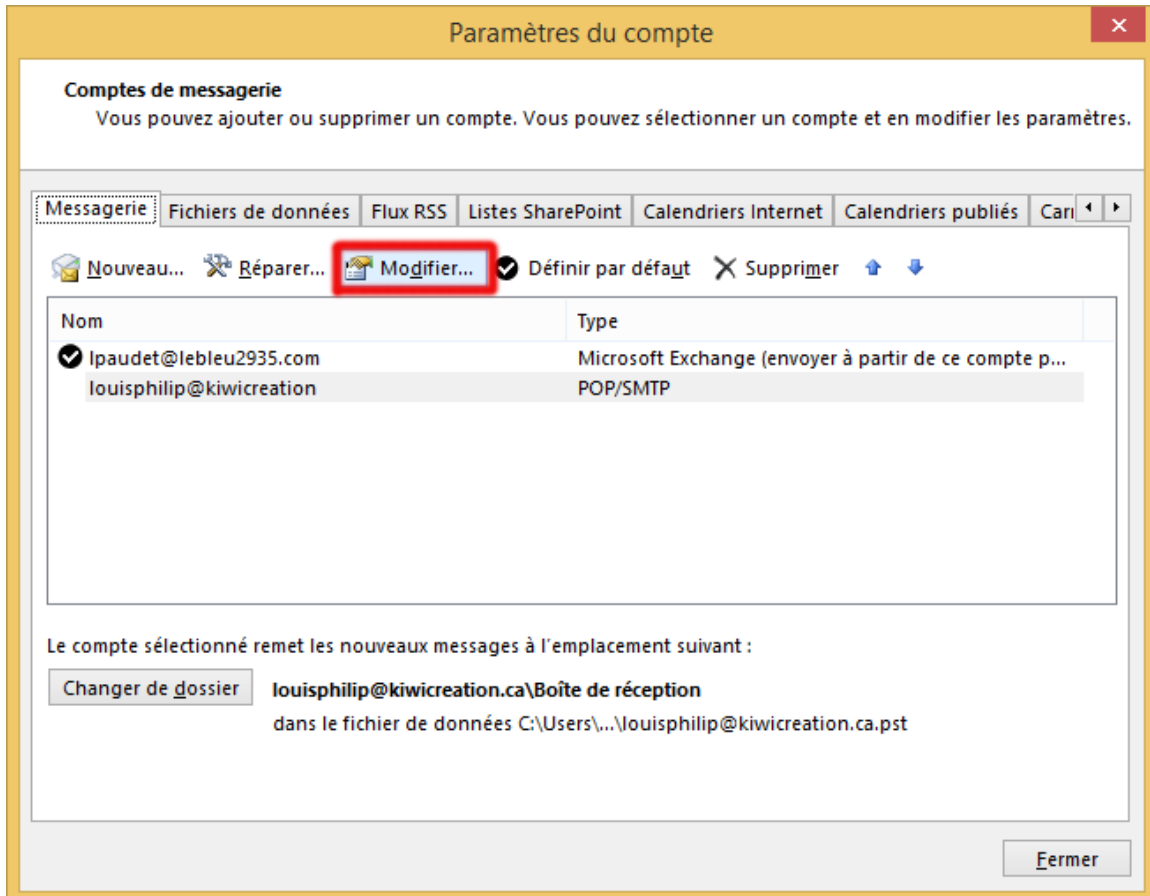 Paramètres du compte
Comptes de messagerie
Vous pouvez ajouter ou supprimer un compte. Vous pouvez sélectionner un compte et en modifier les paramètres.
Messagerie Fichiers de données Flux RSS Listes SharePoint Calendriers Internet Calendriers publiés
Nouveau... Réparer... Modifier... Définir par défaut Supprimer
Nom Type
lpaudet@lebleu2935.com Microsoft Exchange (envoyer à partir de ce compte p...
louisphilip@kiwicreation POP/SMTP
Le compte sélectionné remet les nouveaux messages à l'emplacement suivant :
Changer de dossier louisphilip@kiwicreation.ca\Boîte de réception
dans le fichier de données C:\Users\...\louisphilip@kiwicreation.ca.pst
Fermer